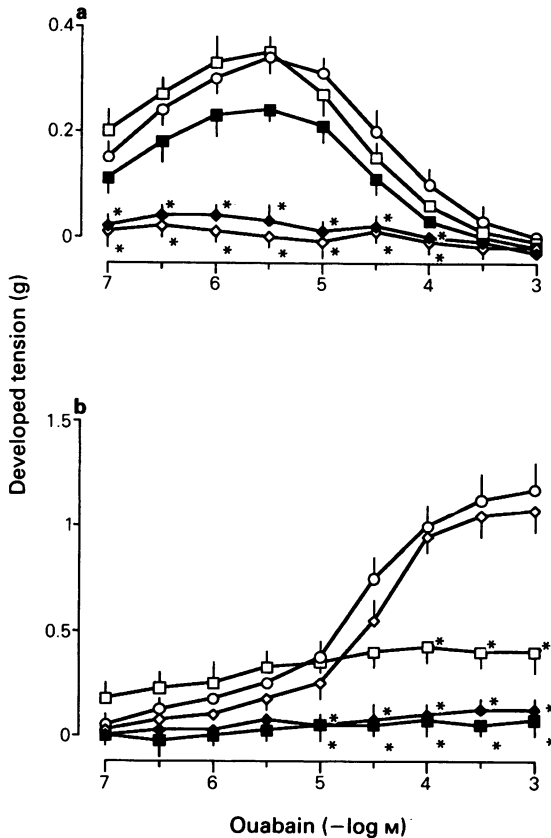 a
0.4
0.2
0
* * * * * * *
* * * * * * *
7 6 5 4 3
Developed tension (g)
b
1.5
1
0.5
0
* * *
* * * * *
* * * * *
7 6 5 4 3
Ouabain (−log M)